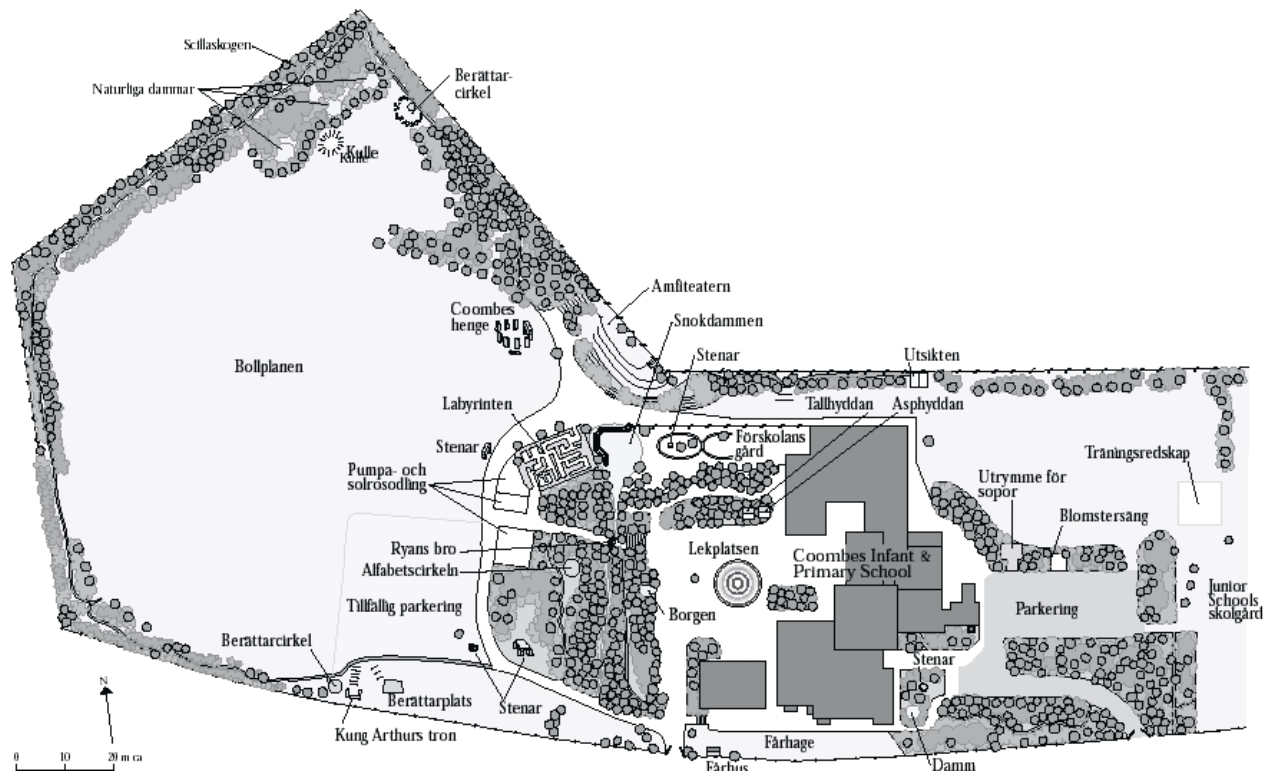 Scillaskogen
Naturliga dammar
Berättar-
cirkel
Kulle
Kulle
Amfiteatern
Snokdammen
Coombes
henge
Stenar
Utsikten
Bollplanen
Labyrinten
Tallhyddan
Asphyddan
Stenar
Förskolans
gård
Träningsredskap
Pumpa- och
solrosodling
Utrymme för
sopor
Blomstersäng
Ryans bro
Lekplatsen
Coombes Infant &
Primary School
Alfabetscirkeln
Tillfällig parkering
Borgen
Parkering
Junior
Schools
skolgård
Berättarcirkel
Stenar
N
Berättarplats
Stenar
Kung Arthurs tron
Fårhage
0 10 20 m ca
Fårhus
Damm